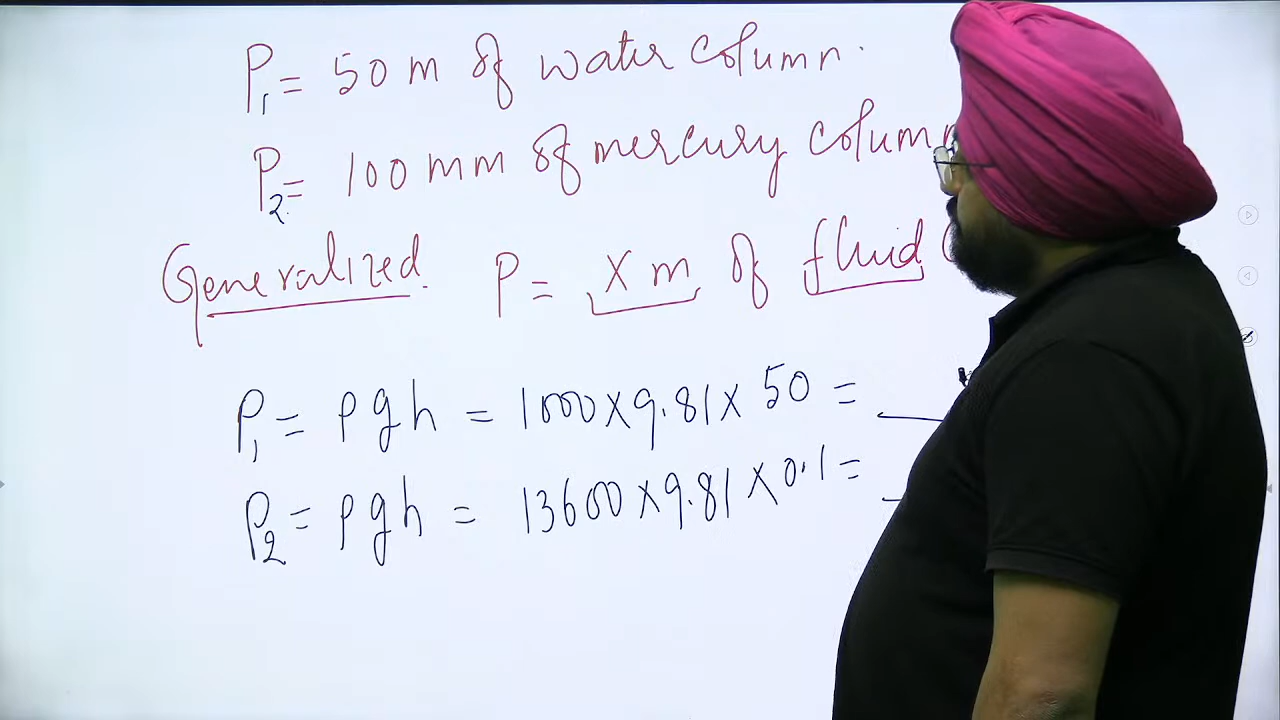 P₁ = 50 m of water column.
P₂ = 100 mm of mercury column
Generalized. P = X m of fluid
P₁ = ρgh = 1000 × 9.81 × 50 =
P₂ = ρgh = 13600 × 9.81 × 0.1 =